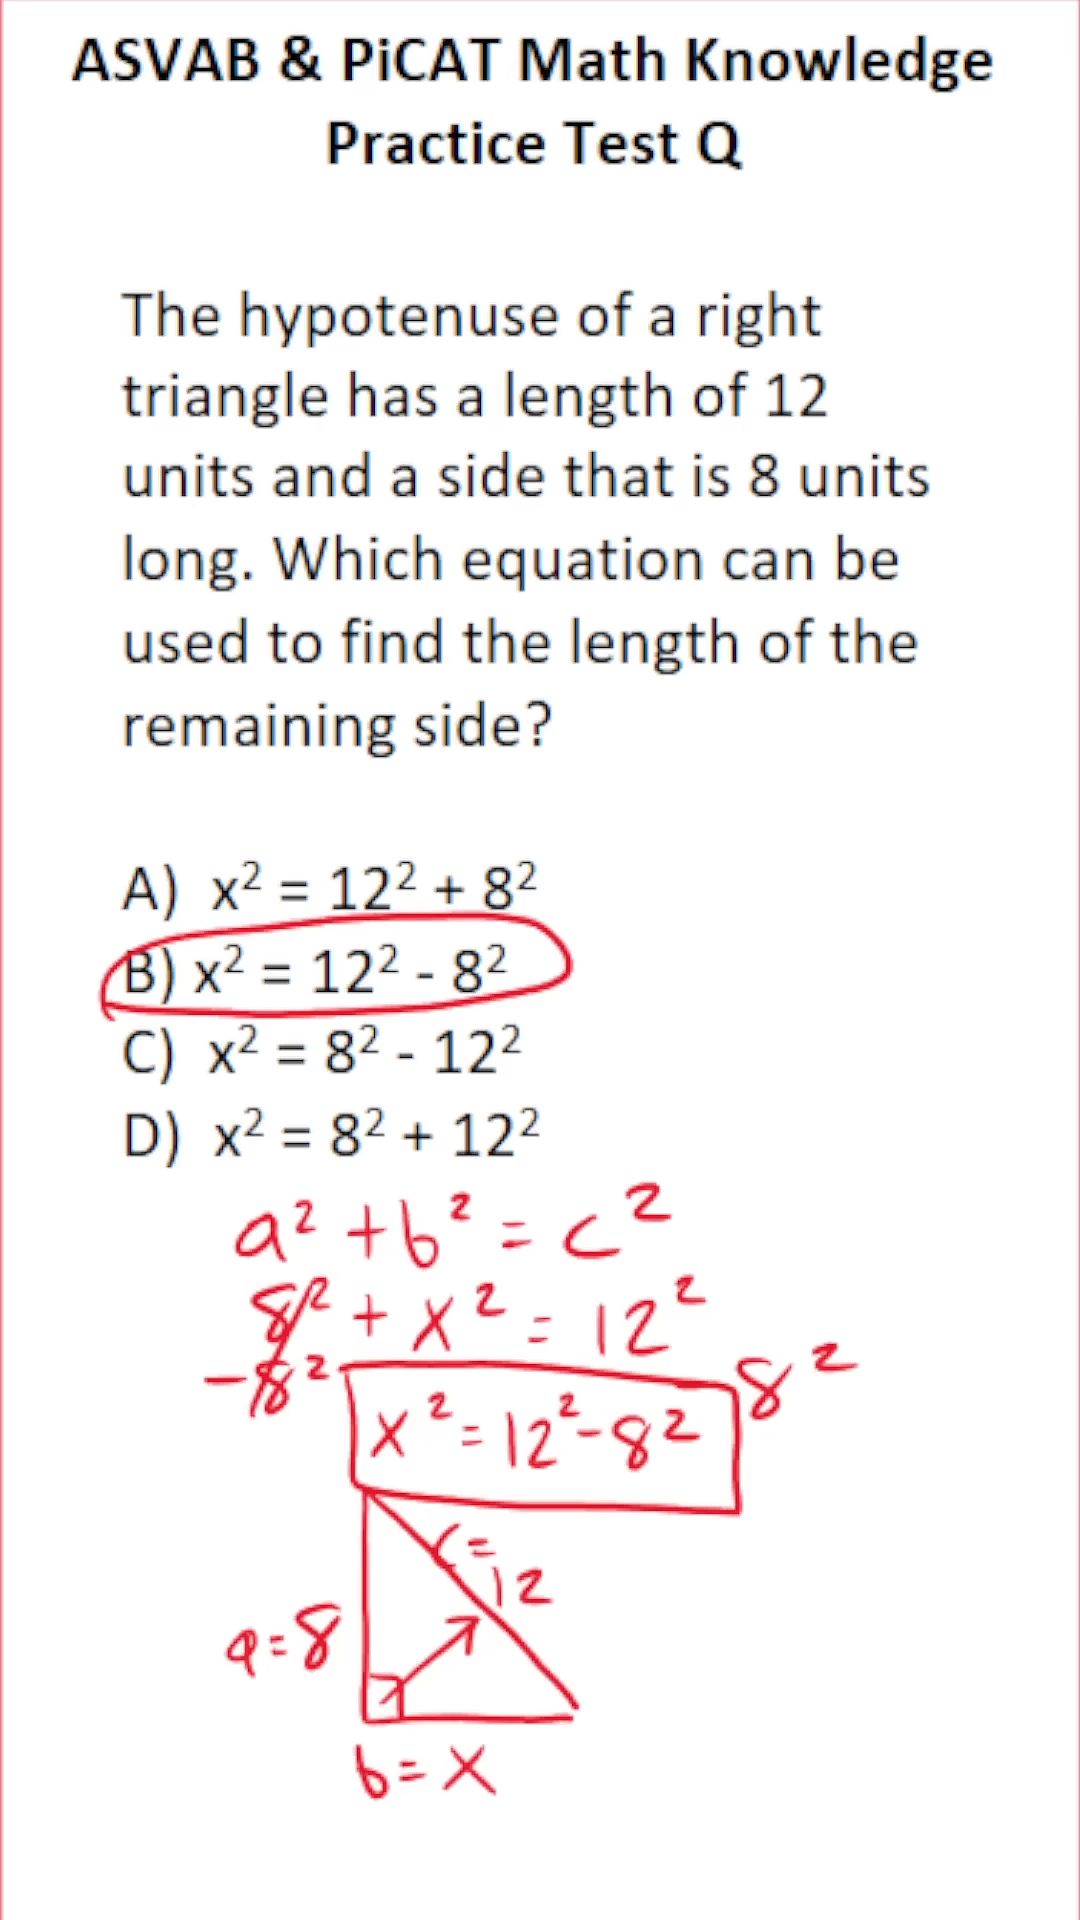 ASVAB & PiCAT Math Knowledge
Practice Test Q
The hypotenuse of a right
triangle has a length of 12
units and a side that is 8 units
long. Which equation can be
used to find the length of the
remaining side?
A) x² = 12² + 8²
B) x² = 12² - 8²
C) x² = 8² - 12²
D) x² = 8² + 12²
a² + b² = c²
8² + x² = 12²
-8² 8²
x² = 12² - 8²
c =
12
a = 8
b = x